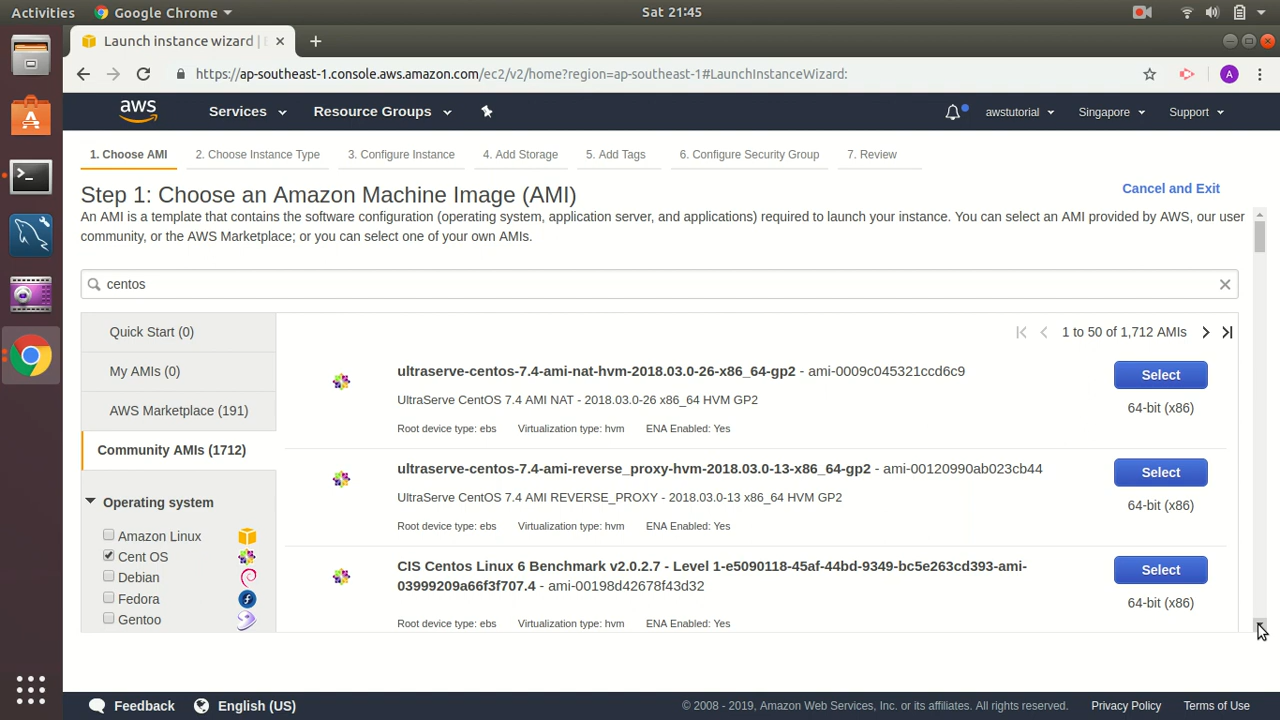 Activities Google Chrome Sat 21:45
Launch instance wizard |
https://ap-southeast-1.console.aws.amazon.com/ec2/v2/home?region=ap-southeast-1#LaunchInstanceWizard: A
aws Services Resource Groups awstutorial Singapore Support
1. Choose AMI 2. Choose Instance Type 3. Configure Instance 4. Add Storage 5. Add Tags 6. Configure Security Group 7. Review
Step 1: Choose an Amazon Machine Image (AMI) Cancel and Exit
An AMI is a template that contains the software configuration (operating system, application server, and applications) required to launch your instance. You can select an AMI provided by AWS, our user
community, or the AWS Marketplace; or you can select one of your own AMIs.
centos
Quick Start (0) 1 to 50 of 1,712 AMIs
My AMIs (0)
AWS Marketplace (191)
Community AMIs (1712)
Operating system
Amazon Linux
Cent OS
Debian
Fedora
Gentoo
ultraserve-centos-7.4-ami-nat-hvm-2018.03.0-26-x86_64-gp2 - ami-0009c045321ccd6c9 Select
UltraServe CentOS 7.4 AMI NAT - 2018.03.0-26 x86_64 HVM GP2 64-bit (x86)
Root device type: ebs Virtualization type: hvm ENA Enabled: Yes
ultraserve-centos-7.4-ami-reverse_proxy-hvm-2018.03.0-13-x86_64-gp2 - ami-00120990ab023cb44 Select
UltraServe CentOS 7.4 AMI REVERSE_PROXY - 2018.03.0-13 x86_64 HVM GP2 64-bit (x86)
Root device type: ebs Virtualization type: hvm ENA Enabled: Yes
CIS Centos Linux 6 Benchmark v2.0.2.7 - Level 1-e5090118-45af-44bd-9349-bc5e263cd393-ami- Select
03999209a66f3f707.4 - ami-00198d42678f43d32 64-bit (x86)
Root device type: ebs Virtualization type: hvm ENA Enabled: Yes
Feedback English (US) © 2008 - 2019, Amazon Web Services, Inc. or its affiliates. All rights reserved. Privacy Policy Terms of Use